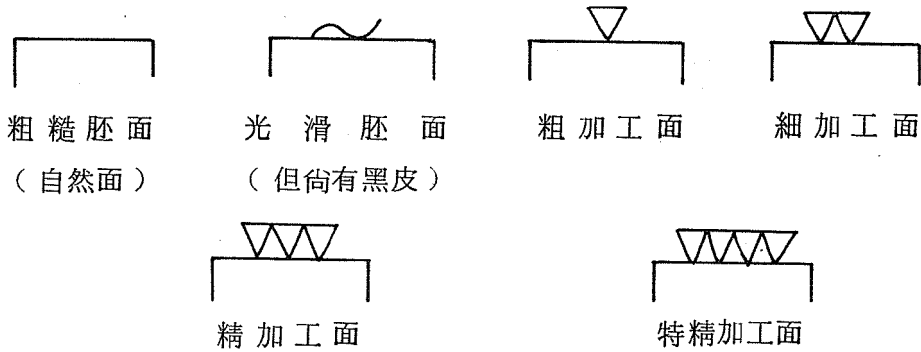 粗糙胚面 光滑胚面 粗加工面 細加工面
（自然面） （但尙有黑皮）
精加工面 特精加工面